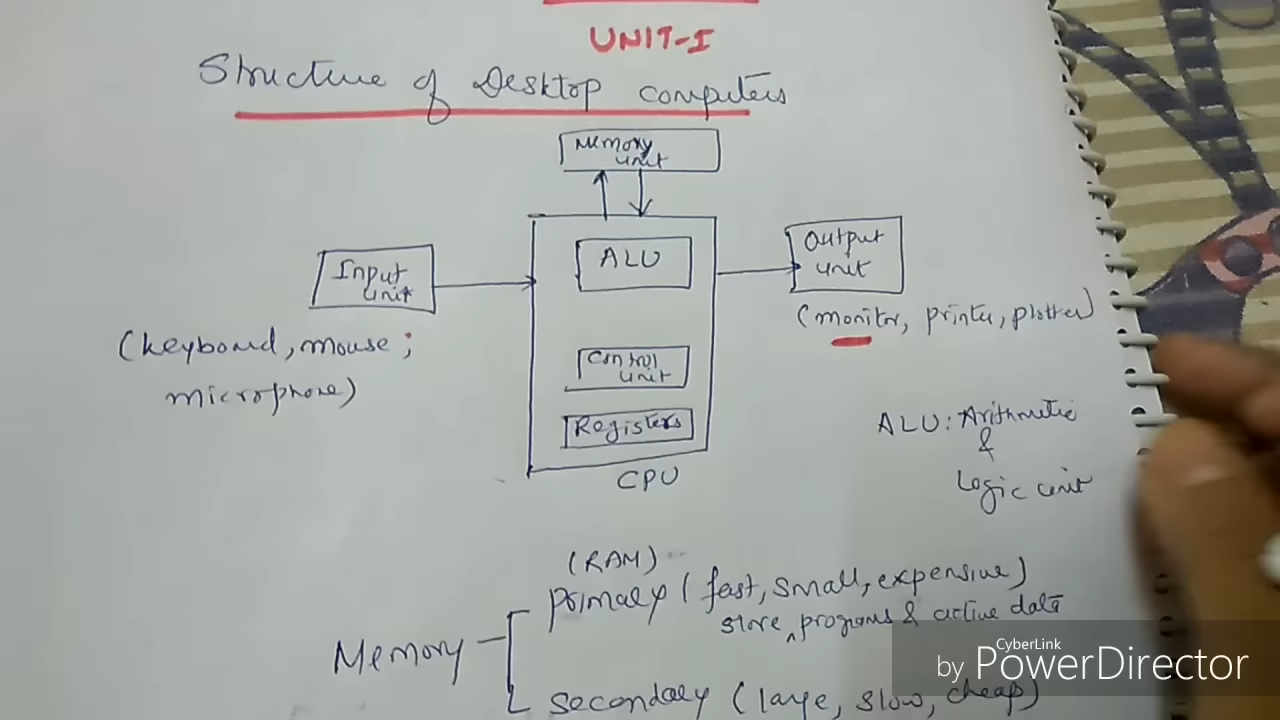 UNIT-I
Structure of Desktop computers
Memory
unit
ALU
Input
unit
Output
unit
(keyboard, mouse,
microphone)
(monitor, printer, plotter)
Control
unit
Registers
CPU
ALU: Arithmetic
&
Logic unit
(RAM)
primary (fast, small, expensive)
store programs & active data
Memory
secondary (large, slow, cheap)
CyberLink
by PowerDirector